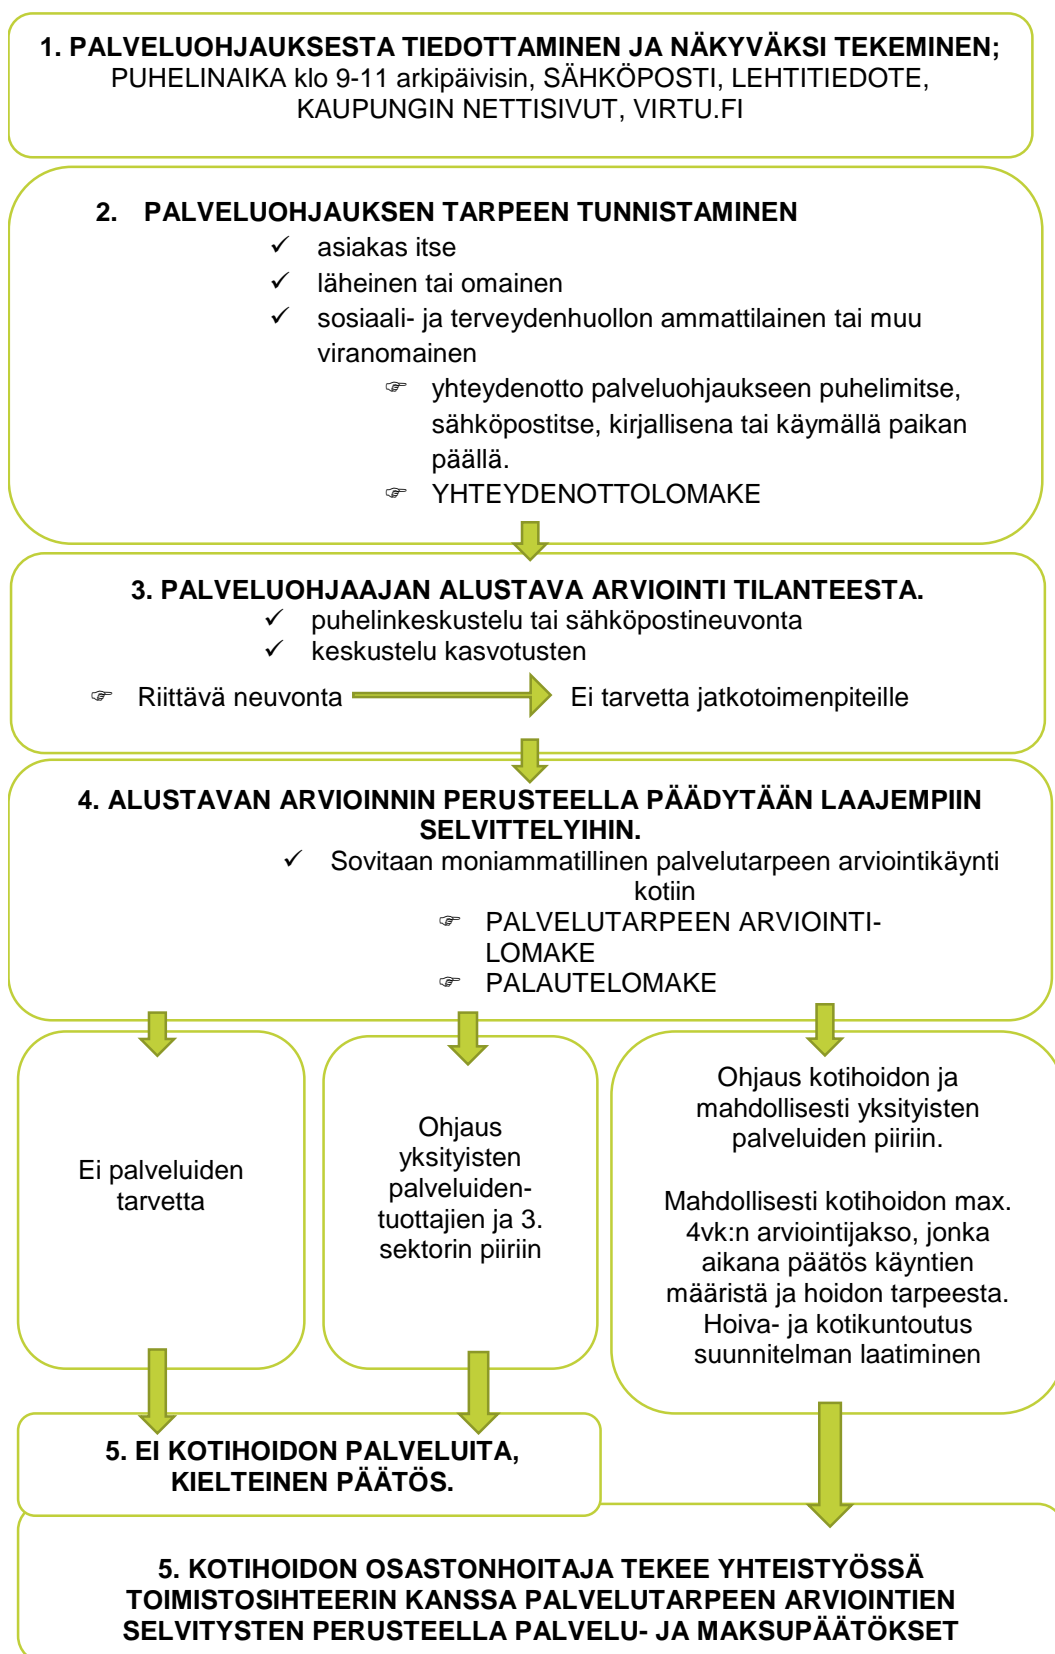 1. PALVELUOHJAUKSESTA TIEDOTTAMINEN JA NÄKYVÄKSI TEKEMINEN;
PUHELINAIKA klo 9-11 arkipäivisin, SÄHKÖPOSTI, LEHTITIEDOTE,
KAUPUNGIN NETTISIVUT, VIRTU.FI
2. PALVELUOHJAUKSEN TARPEEN TUNNISTAMINEN
✓ asiakas itse
✓ läheinen tai omainen
✓ sosiaali- ja terveydenhuollon ammattilainen tai muu
viranomainen
☞ yhteydenotto palveluohjaukseen puhelimitse,
sähköpostitse, kirjallisena tai käymällä paikan
päällä.
☞ YHTEYDENOTTOLOMAKE
3. PALVELUOHJAAJAN ALUSTAVA ARVIOINTI TILANTEESTA.
✓ puhelinkeskustelu tai sähköpostineuvonta
✓ keskustelu kasvotusten
☞ Riittävä neuvonta Ei tarvetta jatkotoimenpiteille
4. ALUSTAVAN ARVIOINNIN PERUSTEELLA PÄÄDYTÄÄN LAAJEMPIIN
SELVITTELYIHIN.
✓ Sovitaan moniammatillinen palvelutarpeen arviointikäynti
kotiin
☞ PALVELUTARPEEN ARVIOINTI-
LOMAKE
☞ PALAUTELOMAKE
Ei palveluiden
tarvetta
Ohjaus
yksityisten
palveluiden-
tuottajien ja 3.
sektorin piiriin
Ohjaus kotihoidon ja
mahdollisesti yksityisten
palveluiden piiriin.
Mahdollisesti kotihoidon max.
4vk:n arviointijakso, jonka
aikana päätös käyntien
määristä ja hoidon tarpeesta.
Hoiva- ja kotikuntoutus
suunnitelman laatiminen
5. EI KOTIHOIDON PALVELUITA,
KIELTEINEN PÄÄTÖS.
5. KOTIHOIDON OSASTONHOITAJA TEKEE YHTEISTYÖSSÄ
TOIMISTOSIHTEERIN KANSSA PALVELUTARPEEN ARVIOINTIEN
SELVITYSTEN PERUSTEELLA PALVELU- JA MAKSUPÄÄTÖKSET